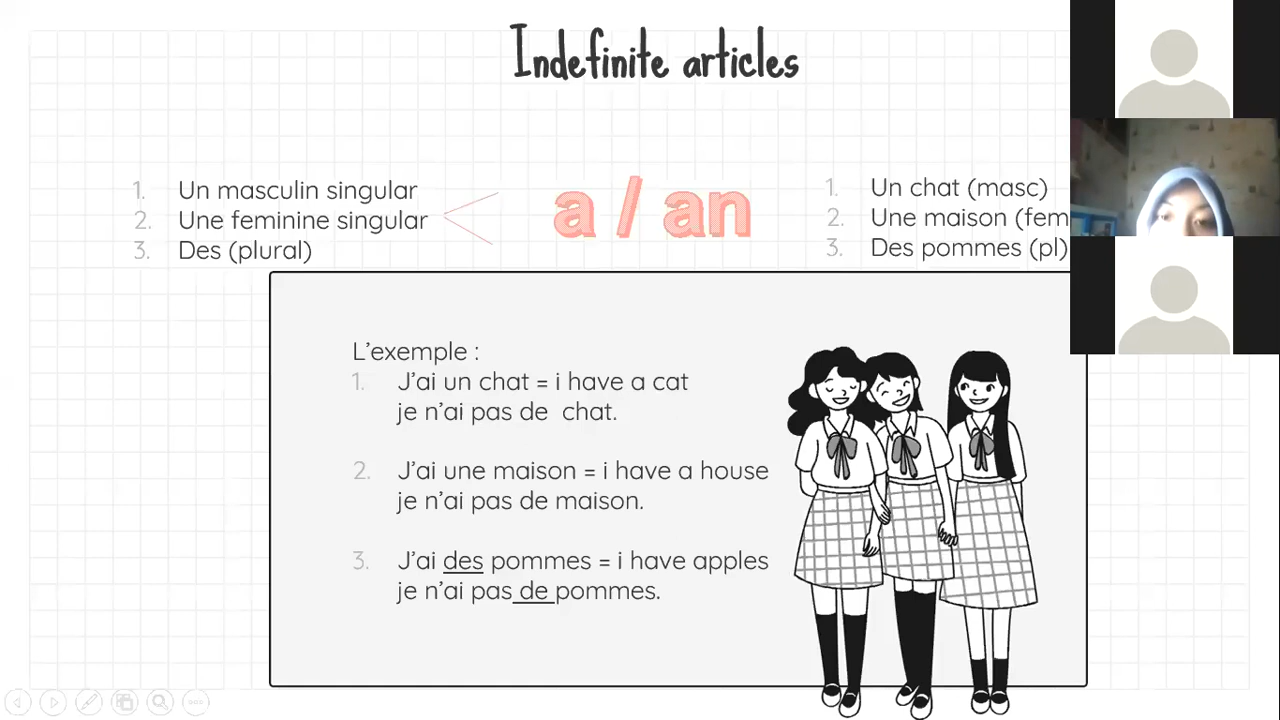 Indefinite articles
1. Un masculin singular
2. Une feminine singular
3. Des (plural)
a / an
1. Un chat (masc)
2. Une maison (fem
3. Des pommes (pl)
L’exemple :
1. J’ai un chat = i have a cat
je n’ai pas de chat.
2. J’ai une maison = i have a house
je n’ai pas de maison.
3. J’ai des pommes = i have apples
je n’ai pas de pommes.